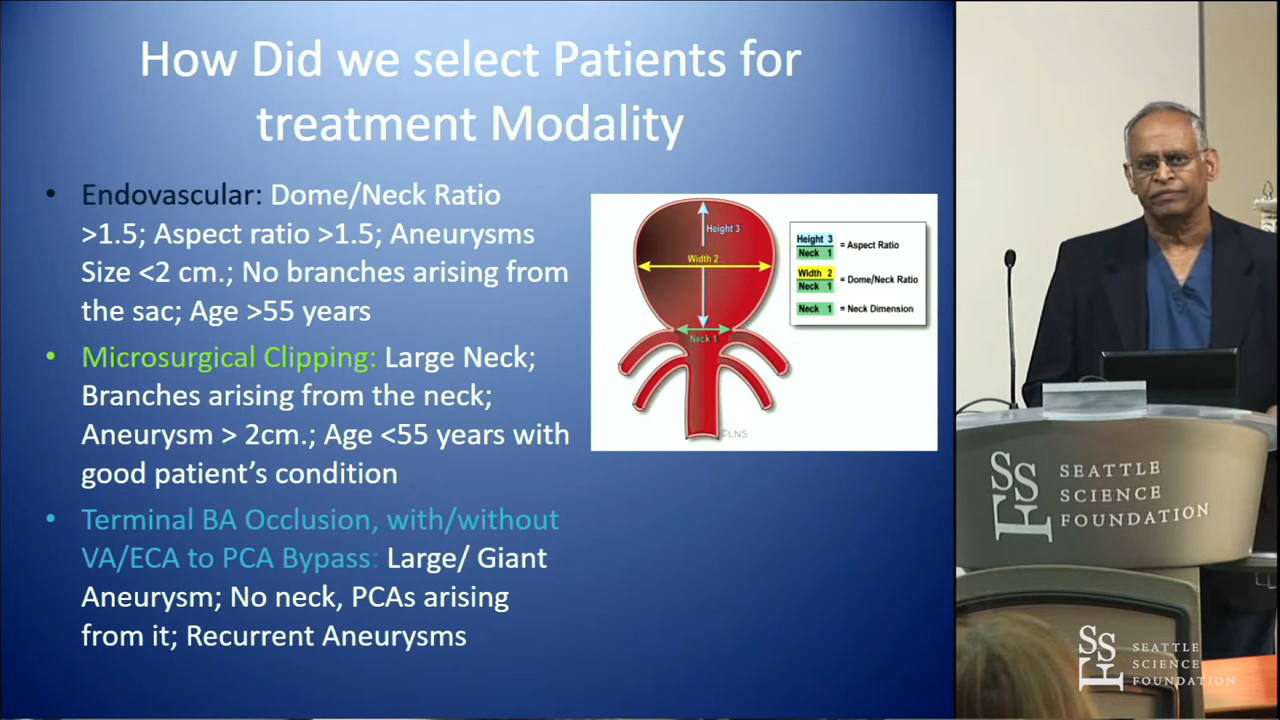 How Did we select Patients for
treatment Modality
• Endovascular: Dome/Neck Ratio
>1.5; Aspect ratio >1.5; Aneurysms
Size <2 cm.; No branches arising from
the sac; Age >55 years
• Microsurgical Clipping: Large Neck;
Branches arising from the neck;
Aneurysm > 2cm.; Age <55 years with
good patient's condition
• Terminal BA Occlusion, with/without
VA/ECA to PCA Bypass: Large/ Giant
Aneurysm; No neck, PCAs arising
from it; Recurrent Aneurysms
Height 3
Width 2
Neck 1
©LNS
Height 3
Neck 1
= Aspect Ratio
Width 2
Neck 1
= Dome/Neck Ratio
Neck 1 = Neck Dimension
SSF
SEATTLE
SCIENCE
FOUNDATION
SSF
SEATTLE
SCIENCE
FOUNDATION